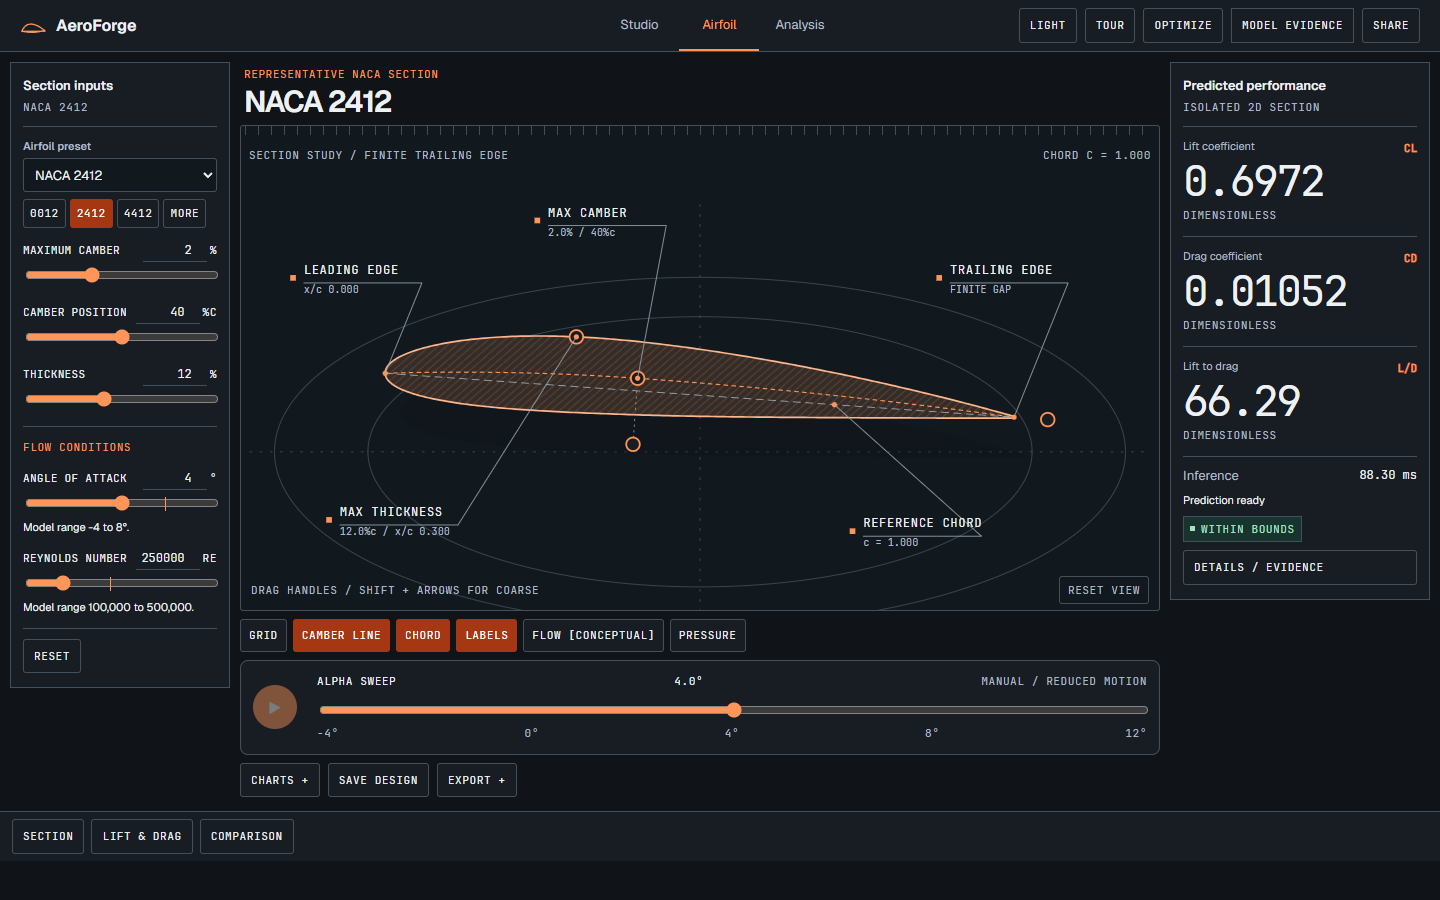 AeroForge
Studio
Airfoil
Analysis
LIGHT
TOUR
OPTIMIZE
MODEL EVIDENCE
SHARE
Section inputs
NACA 2412
Airfoil preset
NACA 2412
0012
2412
4412
MORE
MAXIMUM CAMBER 2 %
CAMBER POSITION 40 %C
THICKNESS 12 %
FLOW CONDITIONS
ANGLE OF ATTACK 4 °
Model range -4 to 8°.
REYNOLDS NUMBER 250000 RE
Model range 100,000 to 500,000.
RESET
REPRESENTATIVE NACA SECTION
NACA 2412
SECTION STUDY / FINITE TRAILING EDGE
CHORD C = 1.000
MAX CAMBER
2.0% / 40%c
LEADING EDGE
x/c 0.000
TRAILING EDGE
FINITE GAP
MAX THICKNESS
12.0%c / x/c 0.300
REFERENCE CHORD
c = 1.000
DRAG HANDLES / SHIFT + ARROWS FOR COARSE
RESET VIEW
GRID
CAMBER LINE
CHORD
LABELS
FLOW [CONCEPTUAL]
PRESSURE
ALPHA SWEEP
4.0°
MANUAL / REDUCED MOTION
-4°
0°
4°
8°
12°
CHARTS +
SAVE DESIGN
EXPORT +
Predicted performance
ISOLATED 2D SECTION
Lift coefficient CL
0.6972
DIMENSIONLESS
Drag coefficient CD
0.01052
DIMENSIONLESS
Lift to drag L/D
66.29
DIMENSIONLESS
Inference 88.30 ms
Prediction ready
WITHIN BOUNDS
DETAILS / EVIDENCE
SECTION
LIFT & DRAG
COMPARISON